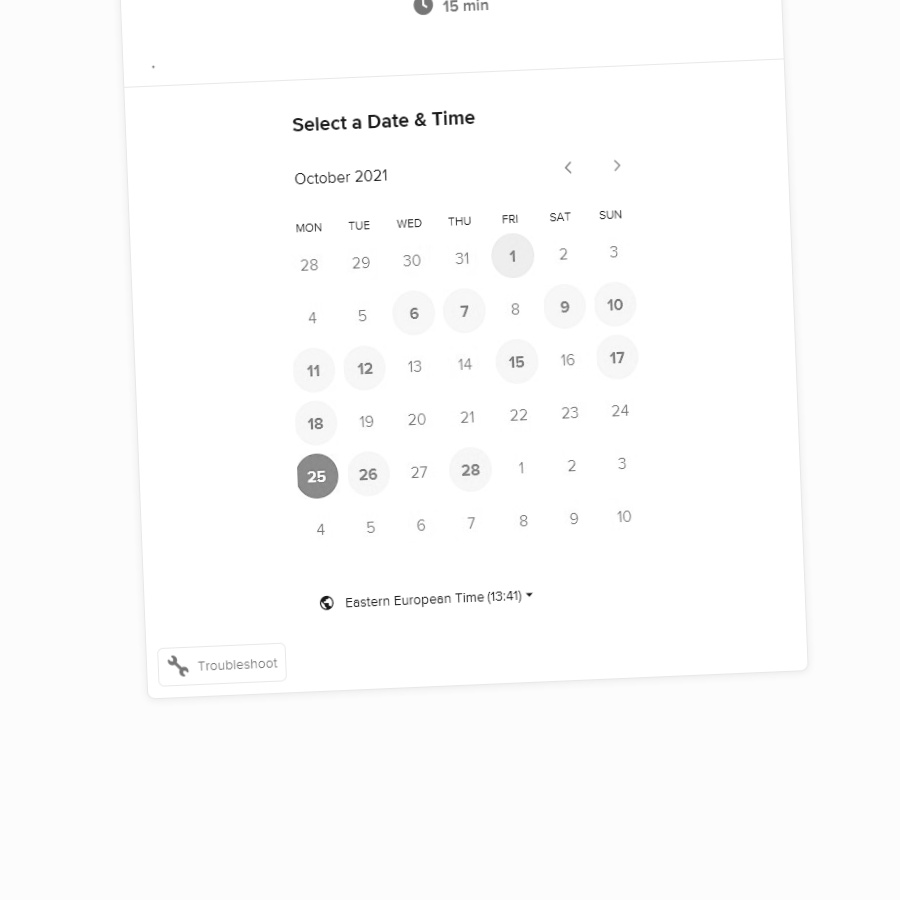 15 min
.
Select a Date & Time
October 2021
MON TUE WED THU FRI SAT SUN
28 29 30 31 1 2 3
4 5 6 7 8 9 10
11 12 13 14 15 16 17
18 19 20 21 22 23 24
25 26 27 28 1 2 3
4 5 6 7 8 9 10
Eastern European Time (13:41)
Troubleshoot